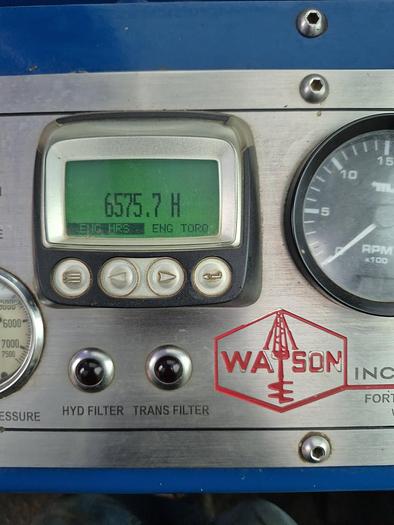 6575.7 H
ENG HRS ENG TORQ
15
10
5
0
RPM
x100
6000
7000
7500
WATSON
INC
FORT
HYD FILTER TRANS FILTER